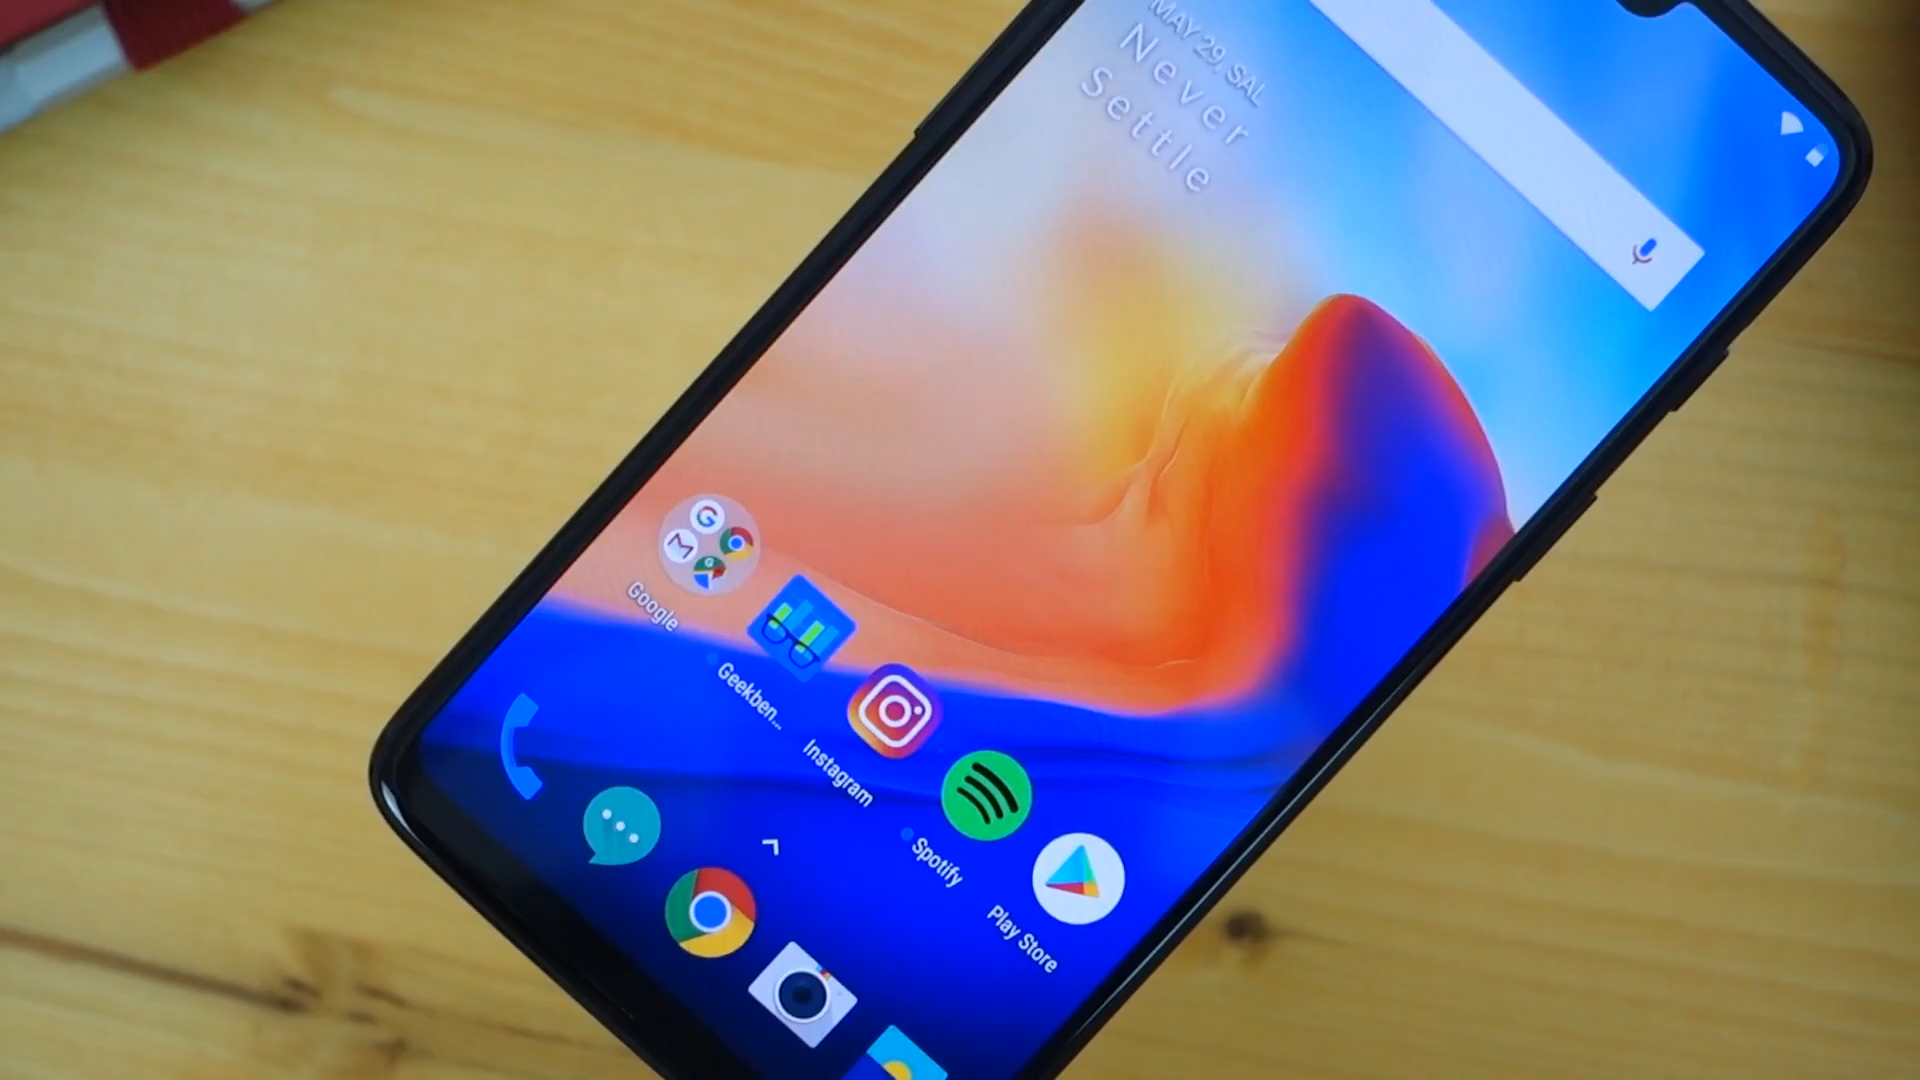 MAY 29, SAL
Never
Settle
Google
Geekben...
Instagram
Spotify
Play Store